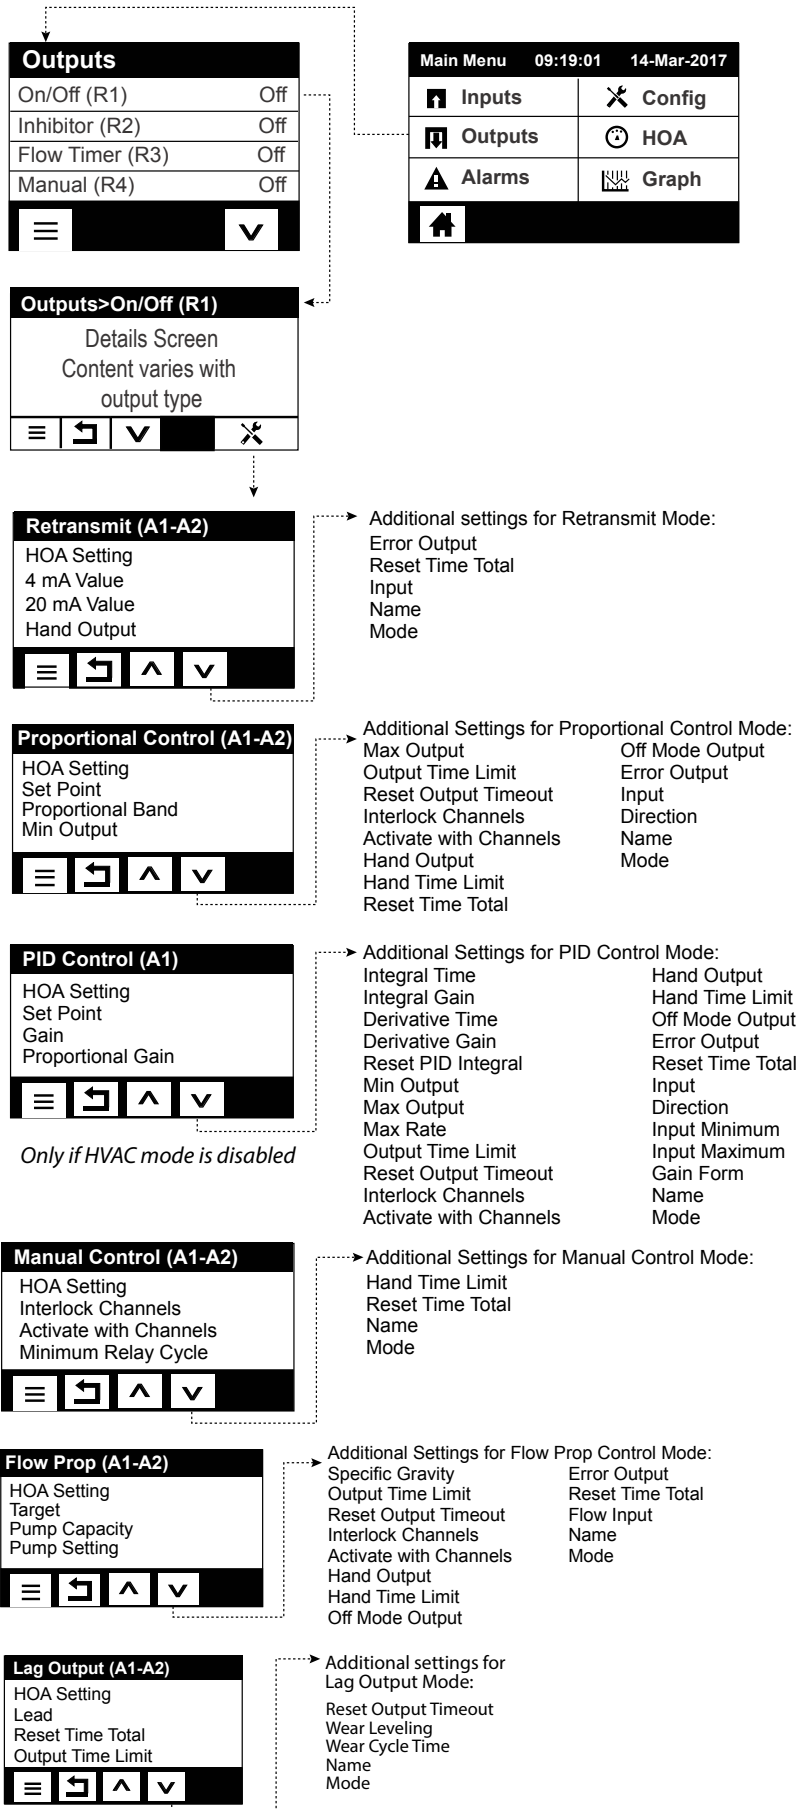 Outputs
On/Off (R1) Off
Inhibitor (R2) Off
Flow Timer (R3) Off
Manual (R4) Off
Main Menu 09:19:01 14-Mar-2017
Inputs Config
Outputs HOA
Alarms Graph
Outputs>On/Off (R1)
Details Screen
Content varies with
output type
Retransmit (A1-A2)
HOA Setting
4 mA Value
20 mA Value
Hand Output
Additional settings for Retransmit Mode:
Error Output
Reset Time Total
Input
Name
Mode
Proportional Control (A1-A2)
HOA Setting
Set Point
Proportional Band
Min Output
Additional Settings for Proportional Control Mode:
Max Output Off Mode Output
Output Time Limit Error Output
Reset Output Timeout Input
Interlock Channels Direction
Activate with Channels Name
Hand Output Mode
Hand Time Limit
Reset Time Total
PID Control (A1)
HOA Setting
Set Point
Gain
Proportional Gain
Only if HVAC mode is disabled
Additional Settings for PID Control Mode:
Integral Time Hand Output
Integral Gain Hand Time Limit
Derivative Time Off Mode Output
Derivative Gain Error Output
Reset PID Integral Reset Time Total
Min Output Input
Max Output Direction
Max Rate Input Minimum
Output Time Limit Input Maximum
Reset Output Timeout Gain Form
Interlock Channels Name
Activate with Channels Mode
Manual Control (A1-A2)
HOA Setting
Interlock Channels
Activate with Channels
Minimum Relay Cycle
Additional Settings for Manual Control Mode:
Hand Time Limit
Reset Time Total
Name
Mode
Flow Prop (A1-A2)
HOA Setting
Target
Pump Capacity
Pump Setting
Additional Settings for Flow Prop Control Mode:
Specific Gravity Error Output
Output Time Limit Reset Time Total
Reset Output Timeout Flow Input
Interlock Channels Name
Activate with Channels Mode
Hand Output
Hand Time Limit
Off Mode Output
Lag Output (A1-A2)
HOA Setting
Lead
Reset Time Total
Output Time Limit
Additional settings for
Lag Output Mode:
Reset Output Timeout
Wear Leveling
Wear Cycle Time
Name
Mode